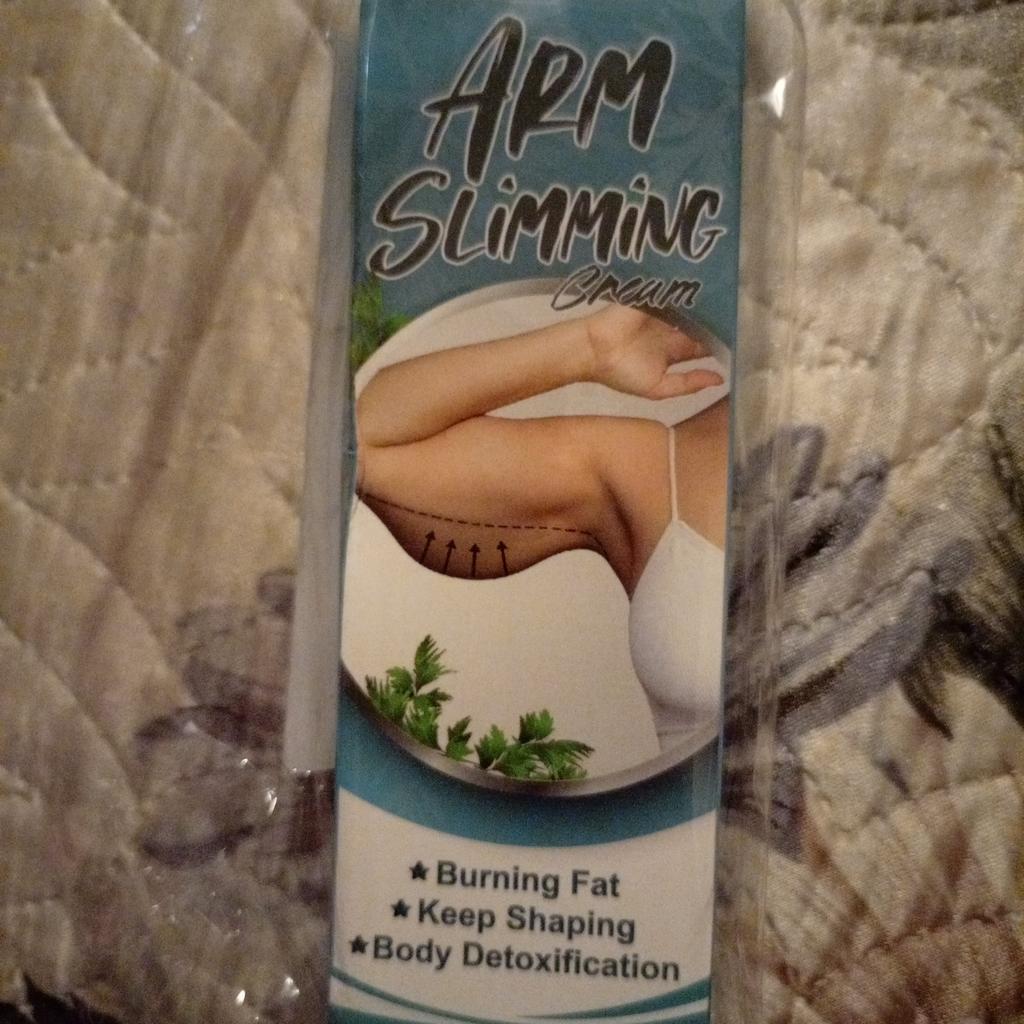 ARM
SLiMMiNG
Cream
★ Burning Fat
★ Keep Shaping
★ Body Detoxification